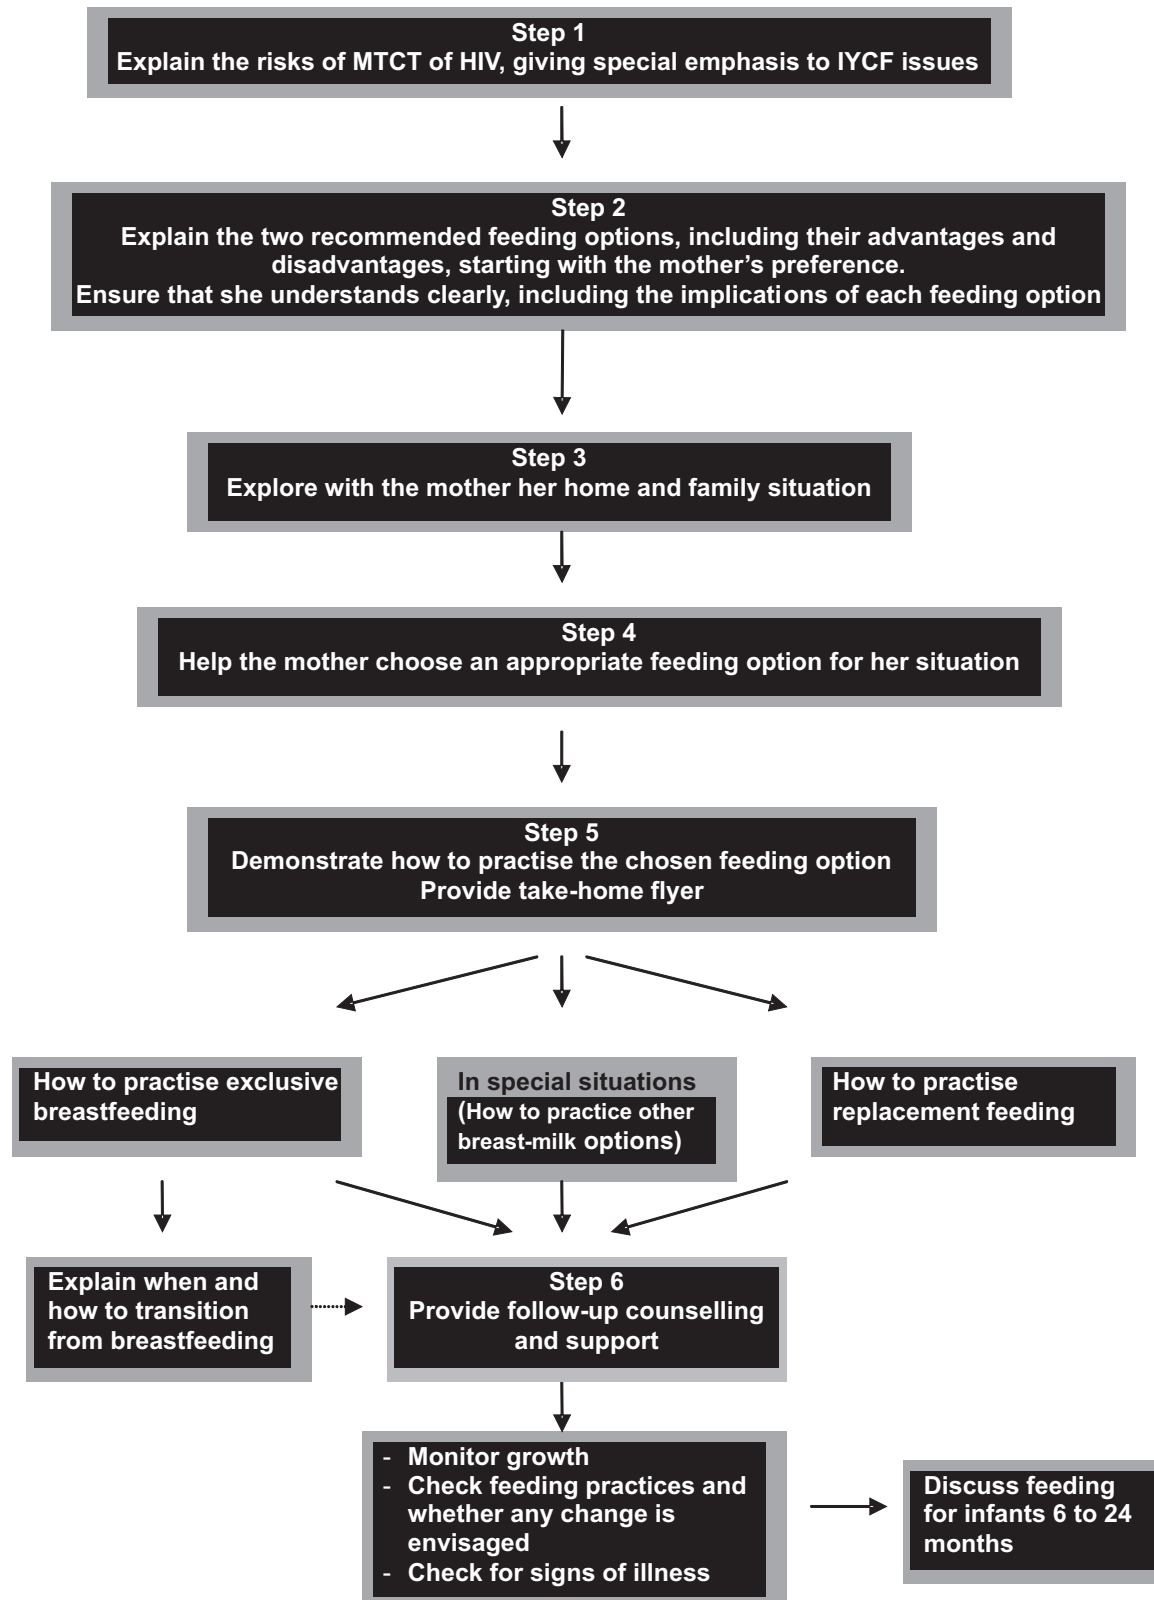 Step 1
Explain the risks of MTCT of HIV, giving special emphasis to IYCF issues
Step 2
Explain the two recommended feeding options, including their advantages and
disadvantages, starting with the mother’s preference.
Ensure that she understands clearly, including the implications of each feeding option
Step 3
Explore with the mother her home and family situation
Step 4
Help the mother choose an appropriate feeding option for her situation
Step 5
Demonstrate how to practise the chosen feeding option
Provide take-home flyer
How to practise exclusive
breastfeeding
In special situations
(How to practice other
breast-milk options)
How to practise
replacement feeding
Explain when and
how to transition
from breastfeeding
Step 6
Provide follow-up counselling
and support
- Monitor growth
- Check feeding practices and
whether any change is
envisaged
- Check for signs of illness
Discuss feeding
for infants 6 to 24
months